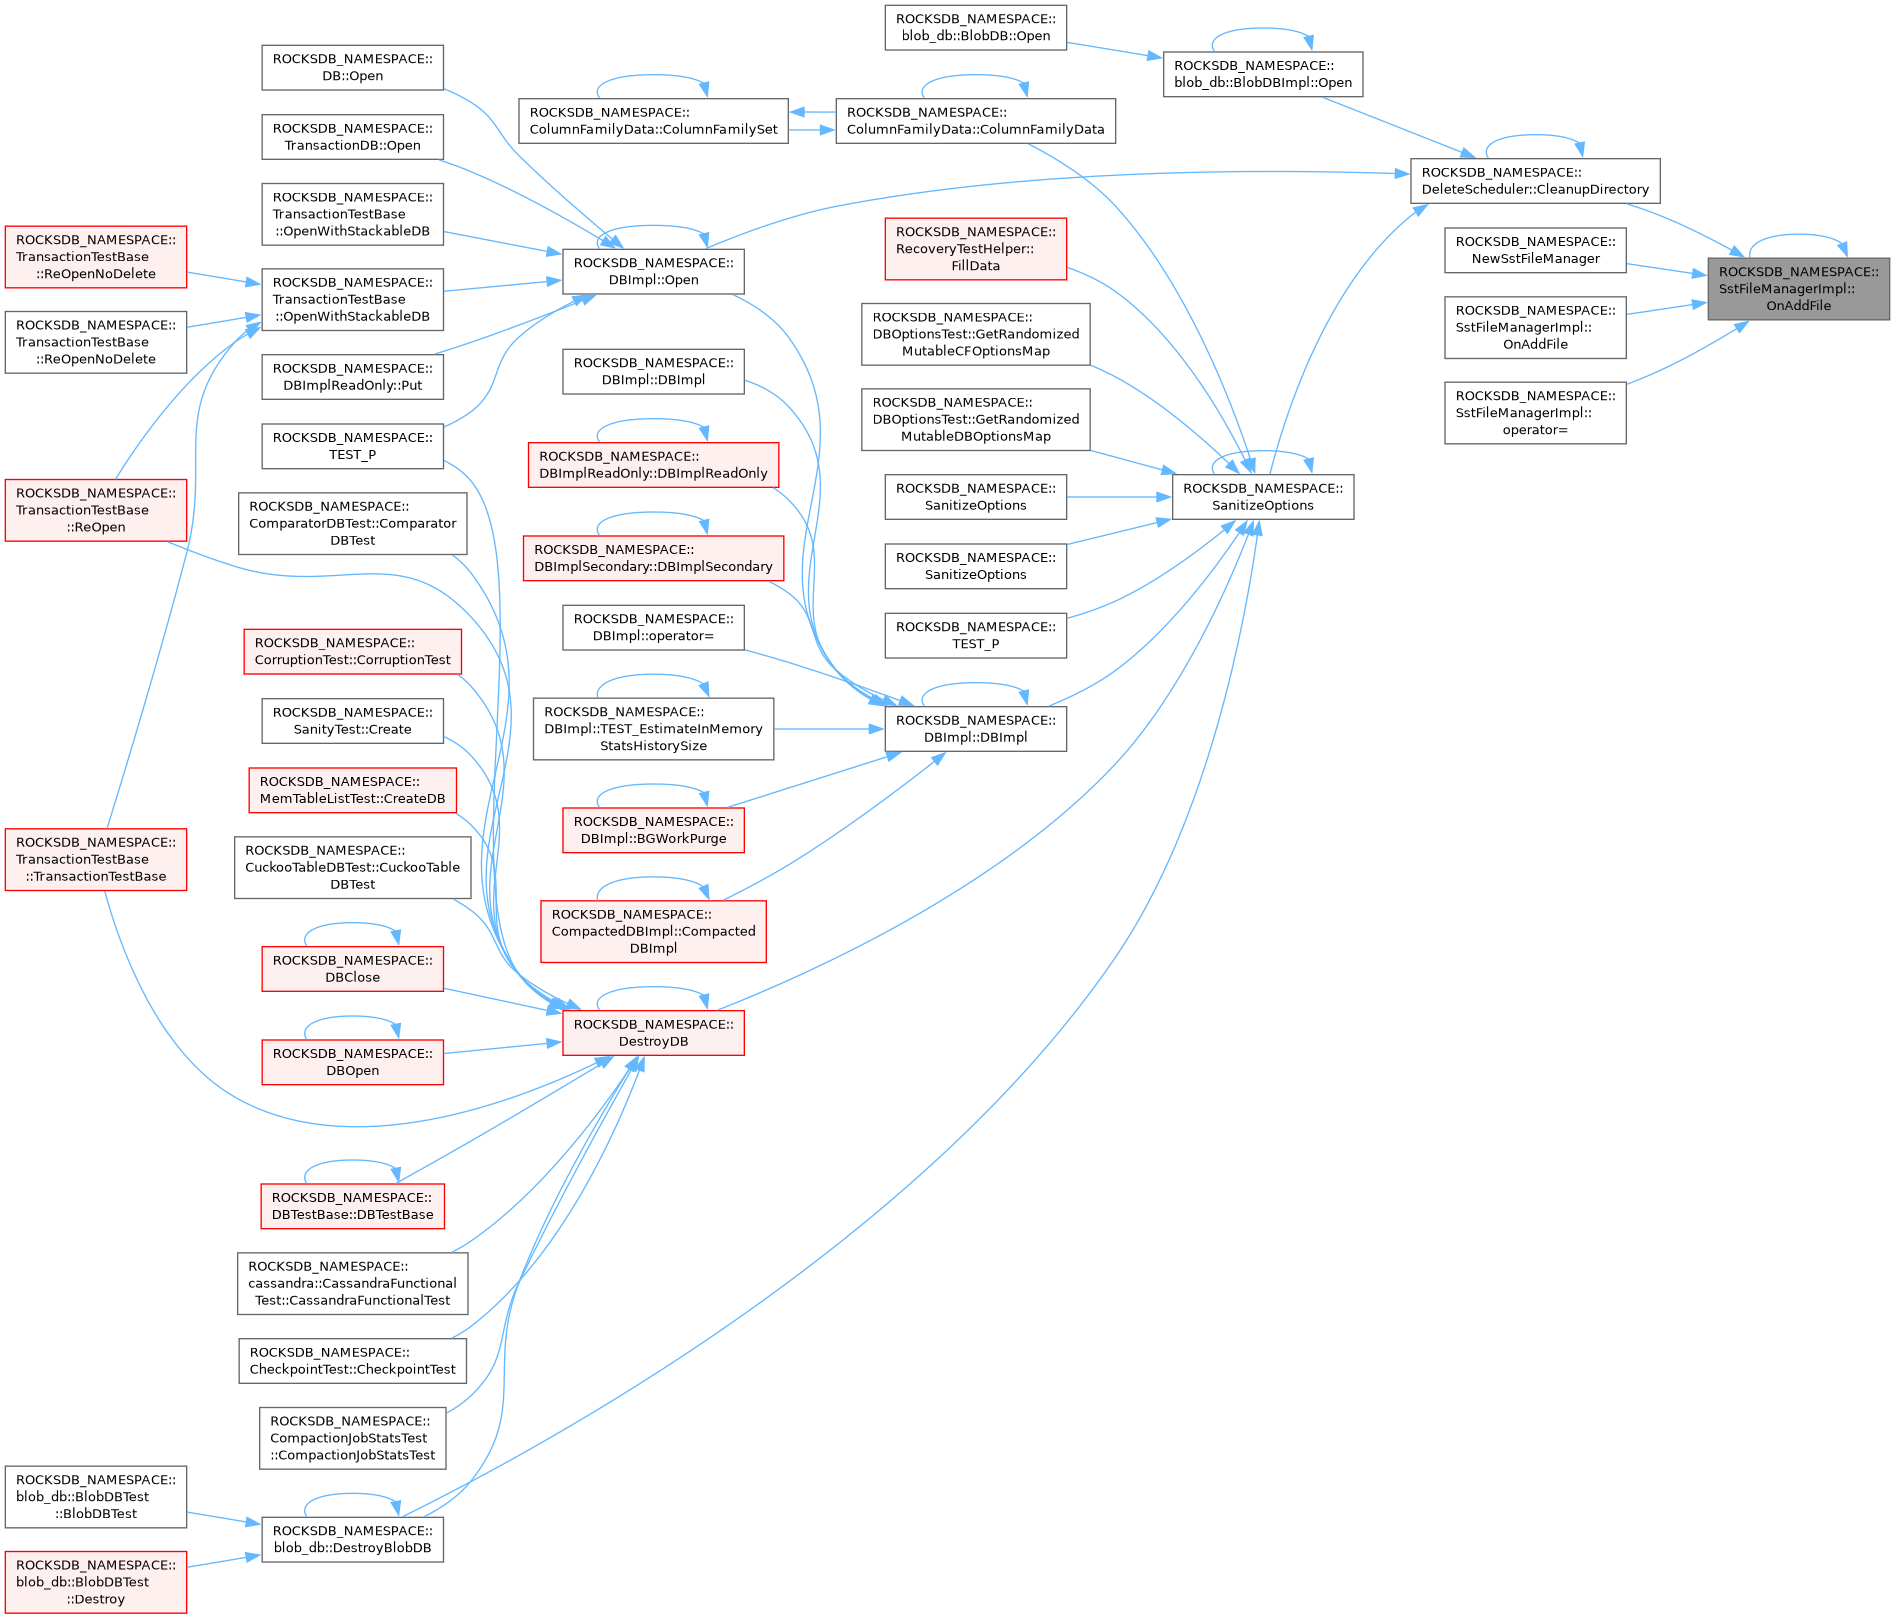 ROCKSDB_NAMESPACE::
blob_db::BlobDB::Open
ROCKSDB_NAMESPACE::
blob_db::BlobDBImpl::Open
ROCKSDB_NAMESPACE::
DB::Open
ROCKSDB_NAMESPACE::
ColumnFamilyData::ColumnFamilySet
ROCKSDB_NAMESPACE::
ColumnFamilyData::ColumnFamilyData
ROCKSDB_NAMESPACE::
TransactionDB::Open
ROCKSDB_NAMESPACE::
DeleteScheduler::CleanupDirectory
ROCKSDB_NAMESPACE::
TransactionTestBase
::OpenWithStackableDB
ROCKSDB_NAMESPACE::
TransactionTestBase
::ReOpenNoDelete
ROCKSDB_NAMESPACE::
RecoveryTestHelper::
FillData
ROCKSDB_NAMESPACE::
NewSstFileManager
ROCKSDB_NAMESPACE::
DBImpl::Open
ROCKSDB_NAMESPACE::
SstFileManagerImpl::
OnAddFile
ROCKSDB_NAMESPACE::
TransactionTestBase
::OpenWithStackableDB
ROCKSDB_NAMESPACE::
SstFileManagerImpl::
OnAddFile
ROCKSDB_NAMESPACE::
TransactionTestBase
::ReOpenNoDelete
ROCKSDB_NAMESPACE::
DBOptionsTest::GetRandomized
MutableCFOptionsMap
ROCKSDB_NAMESPACE::
DBImplReadOnly::Put
ROCKSDB_NAMESPACE::
DBImpl::DBImpl
ROCKSDB_NAMESPACE::
SstFileManagerImpl::
operator=
ROCKSDB_NAMESPACE::
DBOptionsTest::GetRandomized
MutableDBOptionsMap
ROCKSDB_NAMESPACE::
TEST_P
ROCKSDB_NAMESPACE::
DBImplReadOnly::DBImplReadOnly
ROCKSDB_NAMESPACE::
SanitizeOptions
ROCKSDB_NAMESPACE::
SanitizeOptions
ROCKSDB_NAMESPACE::
TransactionTestBase
::ReOpen
ROCKSDB_NAMESPACE::
ComparatorDBTest::Comparator
DBTest
ROCKSDB_NAMESPACE::
DBImplSecondary::DBImplSecondary
ROCKSDB_NAMESPACE::
SanitizeOptions
ROCKSDB_NAMESPACE::
DBImpl::operator=
ROCKSDB_NAMESPACE::
TEST_P
ROCKSDB_NAMESPACE::
CorruptionTest::CorruptionTest
ROCKSDB_NAMESPACE::
SanityTest::Create
ROCKSDB_NAMESPACE::
DBImpl::TEST_EstimateInMemory
StatsHistorySize
ROCKSDB_NAMESPACE::
DBImpl::DBImpl
ROCKSDB_NAMESPACE::
MemTableListTest::CreateDB
ROCKSDB_NAMESPACE::
DBImpl::BGWorkPurge
ROCKSDB_NAMESPACE::
TransactionTestBase
::TransactionTestBase
ROCKSDB_NAMESPACE::
CuckooTableDBTest::CuckooTable
DBTest
ROCKSDB_NAMESPACE::
CompactedDBImpl::Compacted
DBImpl
ROCKSDB_NAMESPACE::
DBClose
ROCKSDB_NAMESPACE::
DestroyDB
ROCKSDB_NAMESPACE::
DBOpen
ROCKSDB_NAMESPACE::
DBTestBase::DBTestBase
ROCKSDB_NAMESPACE::
cassandra::CassandraFunctional
Test::CassandraFunctionalTest
ROCKSDB_NAMESPACE::
CheckpointTest::CheckpointTest
ROCKSDB_NAMESPACE::
CompactionJobStatsTest
::CompactionJobStatsTest
ROCKSDB_NAMESPACE::
blob_db::BlobDBTest
::BlobDBTest
ROCKSDB_NAMESPACE::
blob_db::DestroyBlobDB
ROCKSDB_NAMESPACE::
blob_db::BlobDBTest
::Destroy